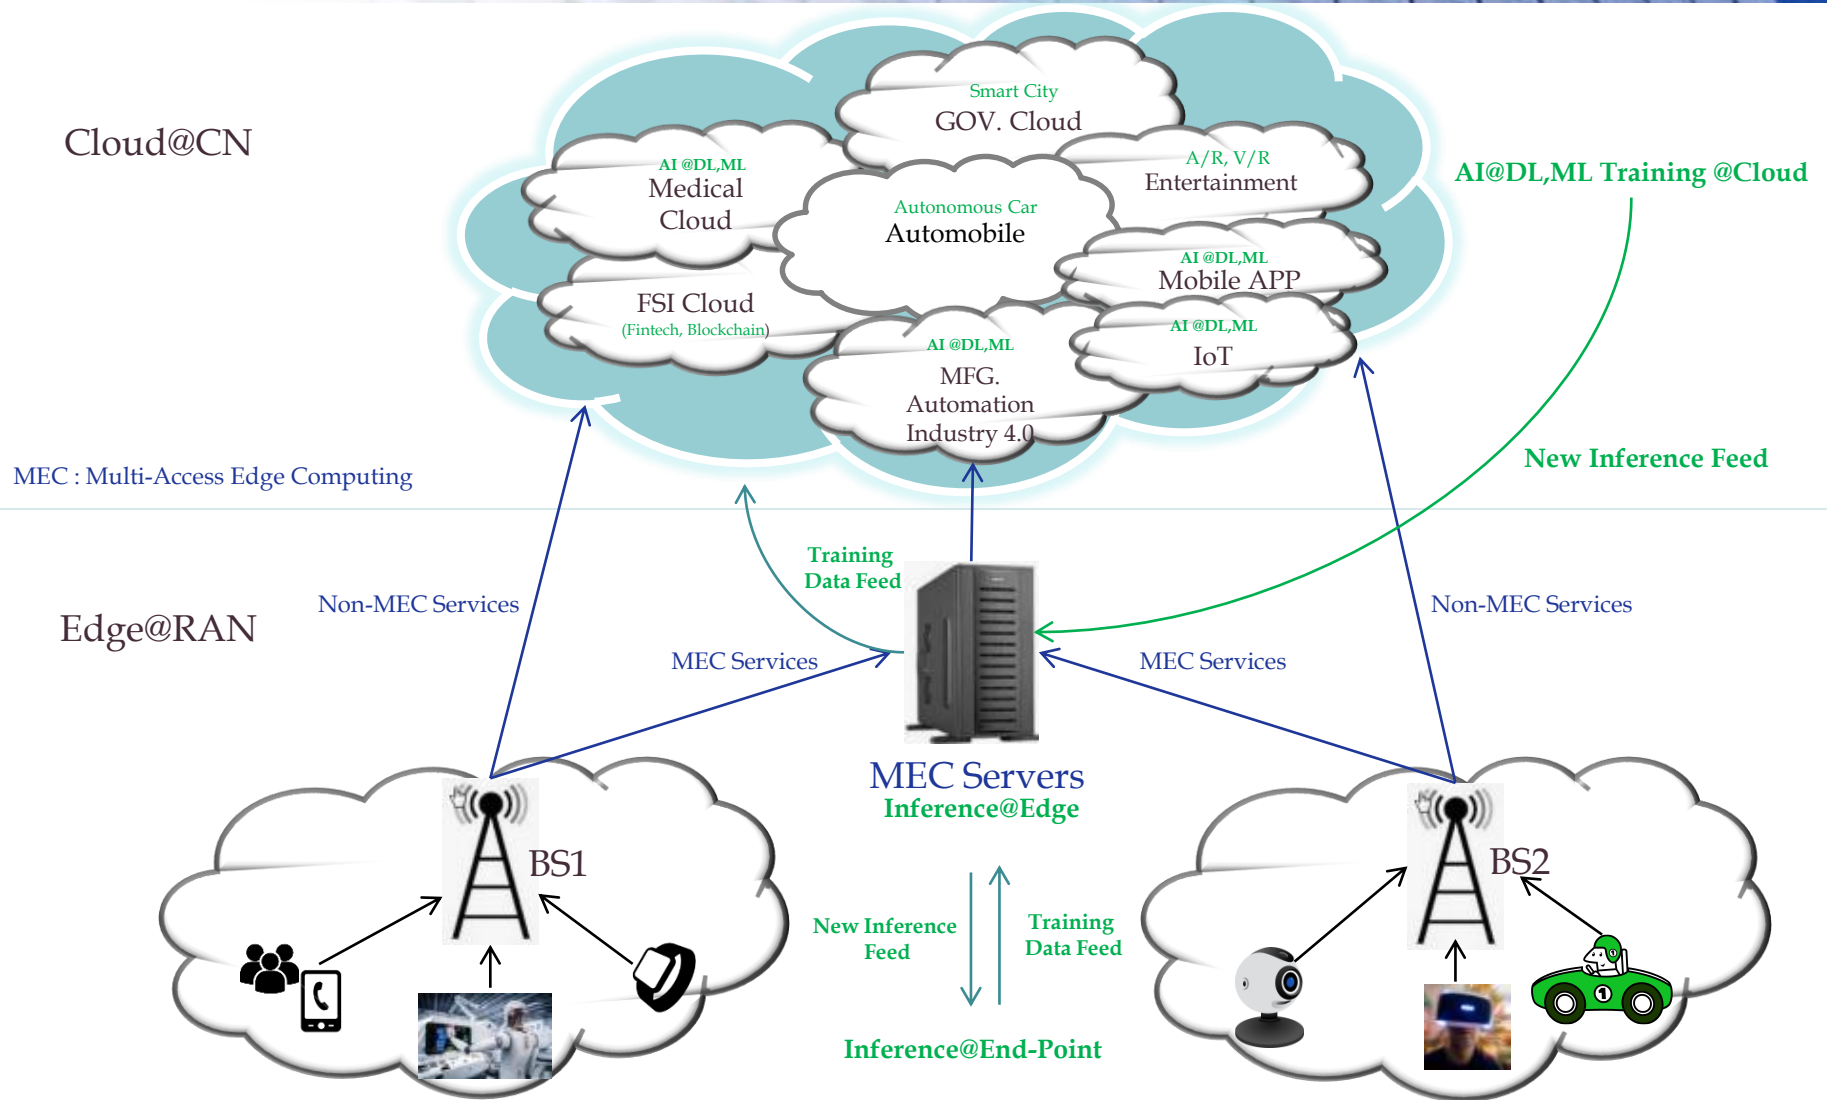 Smart City
GOV. Cloud
Cloud@CN
AI @DL,ML
Medical
Cloud
A/R, V/R
Entertainment
AI@DL,ML Training @Cloud
Autonomous Car
Automobile
AI @DL,ML
Mobile APP
FSI Cloud
(Fintech, Blockchain)
AI @DL,ML
IoT
AI @DL,ML
MFG.
Automation
Industry 4.0
New Inference Feed
MEC : Multi-Access Edge Computing
Training
Data Feed
Non-MEC Services
Non-MEC Services
Edge@RAN
MEC Services
MEC Services
MEC Servers
Inference@Edge
BS1
BS2
New Inference
Feed
Training
Data Feed
1
1
Inference@End-Point